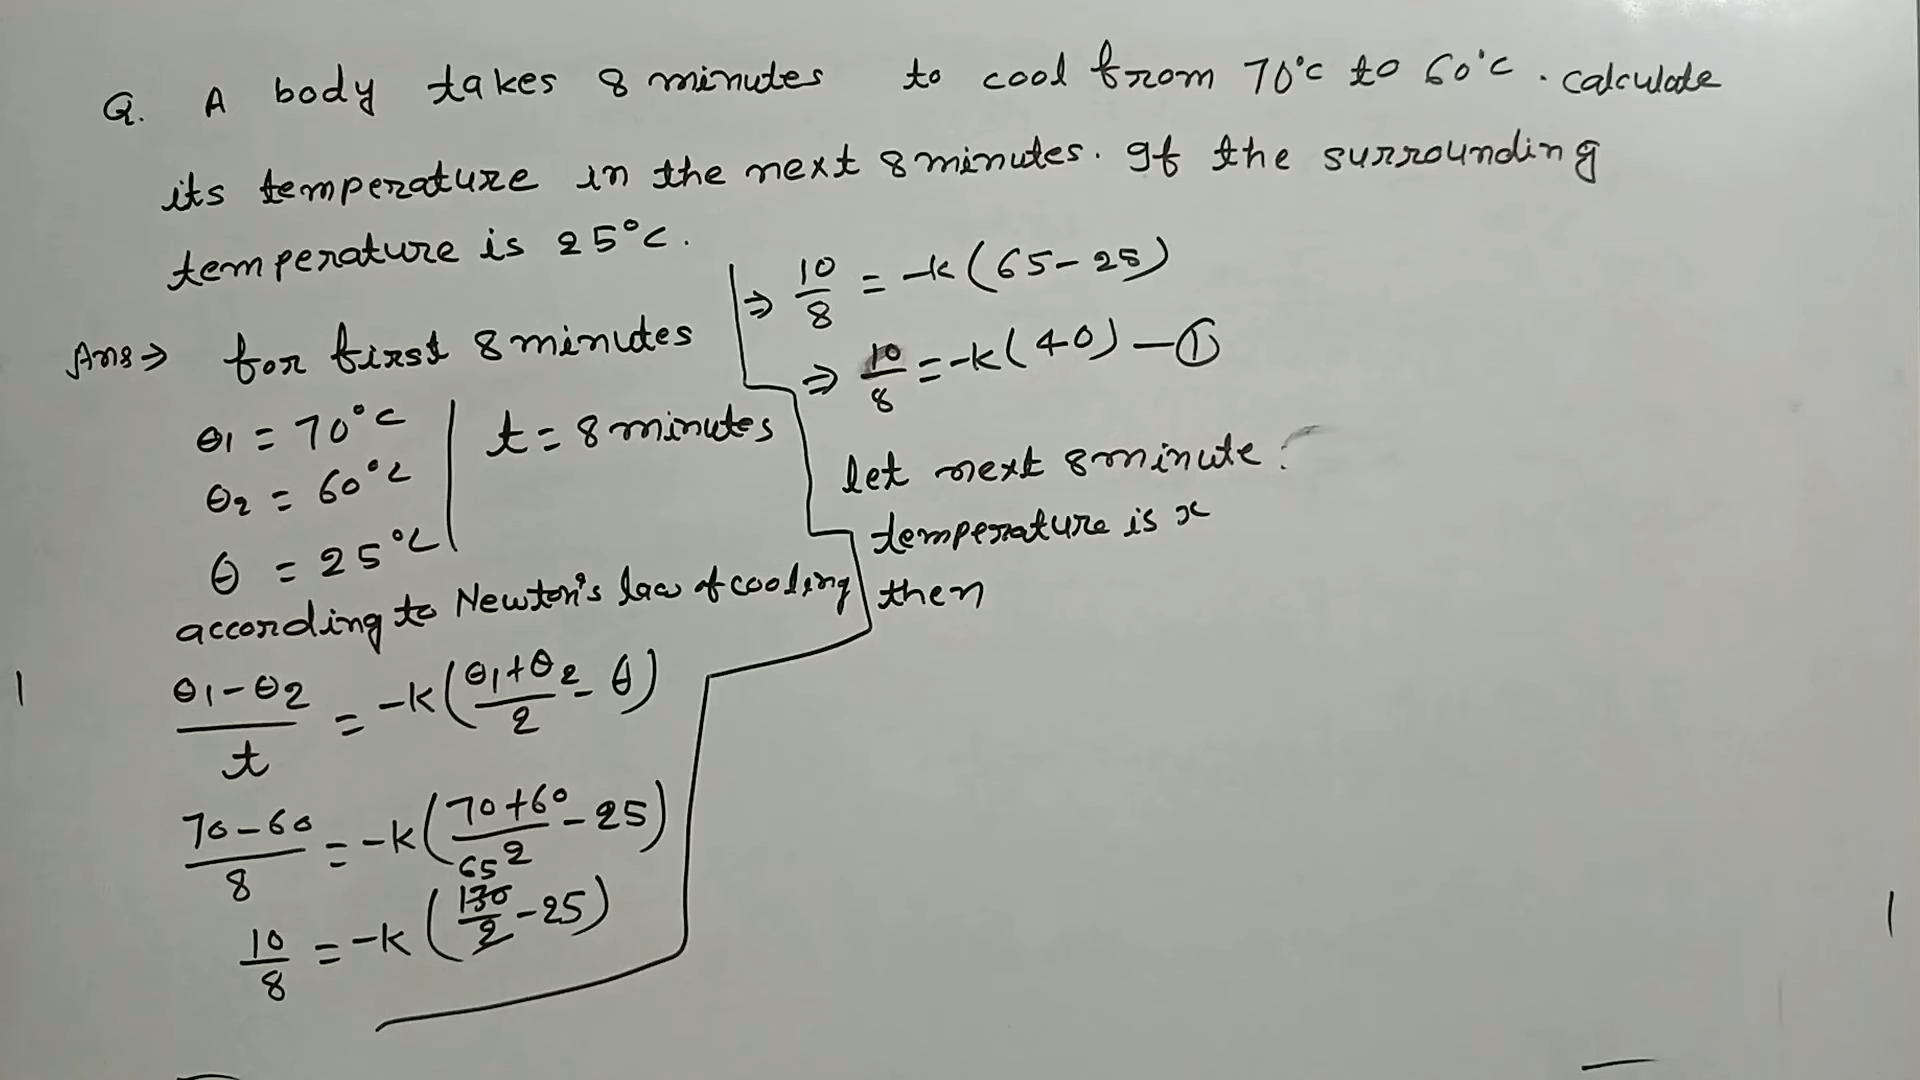 Q. A body takes 8 minutes to cool from 70°c to 60°c. calculate
its temperature in the next 8 minutes. If the surrounding
temperature is 25°c.
Ans⇒ for first 8 minutes
θ1 = 70°c
θ2 = 60°c
θ = 25°c
t = 8 minutes
according to Newton's law of cooling
θ1-θ2/t = -k(θ1+θ2/2 - θ)
70-60/8 = -k(70+60/2 - 25)
65
10/8 = -k(130/2 - 25)
⇒ 10/8 = -k(65-25)
⇒ 10/8 = -k(40) — ①
let next 8 minute
temperature is x
then